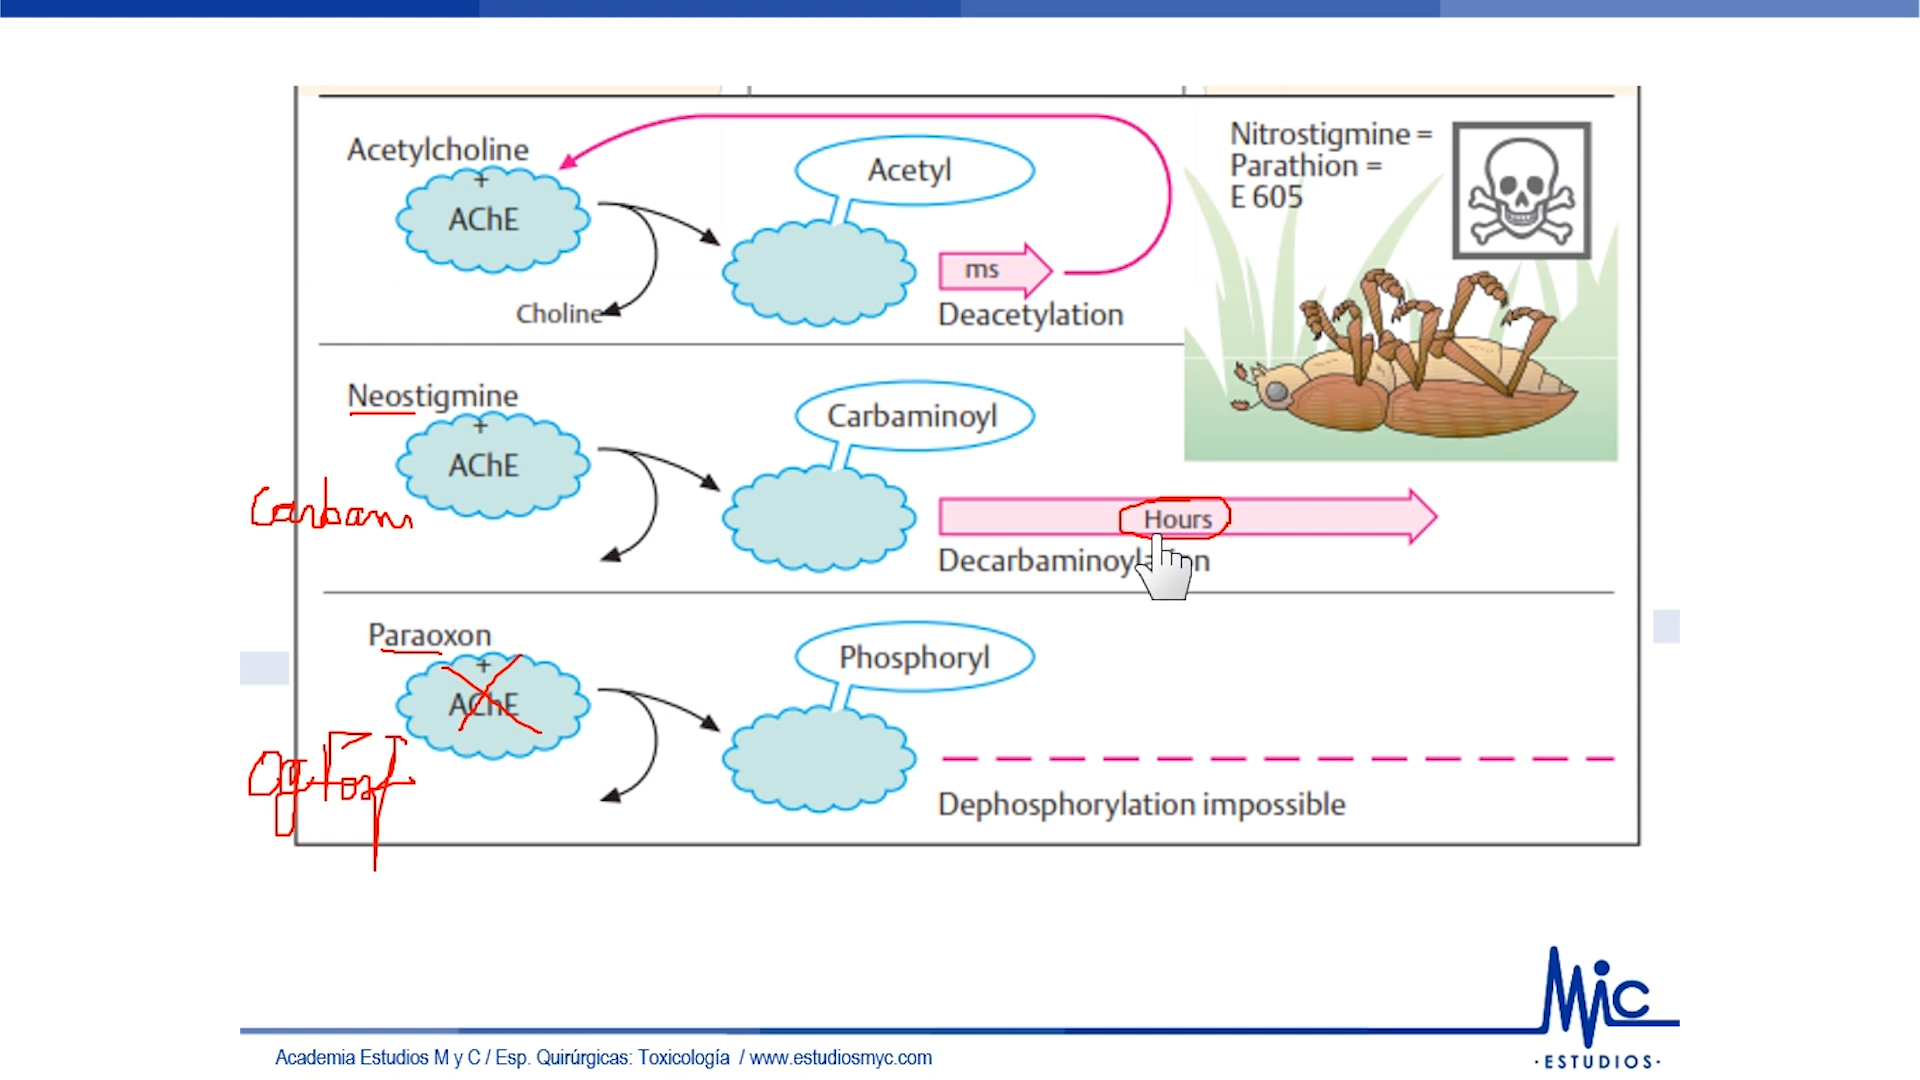 Acetylcholine
+
AChE
Choline
Acetyl
ms
Deacetylation
Nitrostigmine =
Parathion =
E 605
Neostigmine
+
AChE
Carbam
Carbaminoyl
Hours
Paraoxon
+
AChE
Phosphoryl
Dephosphorylation impossible
Academia Estudios M y C / Esp. Quirúrgicas: Toxicología / www.estudiosmyc.com
Myc
·ESTUDIOS·